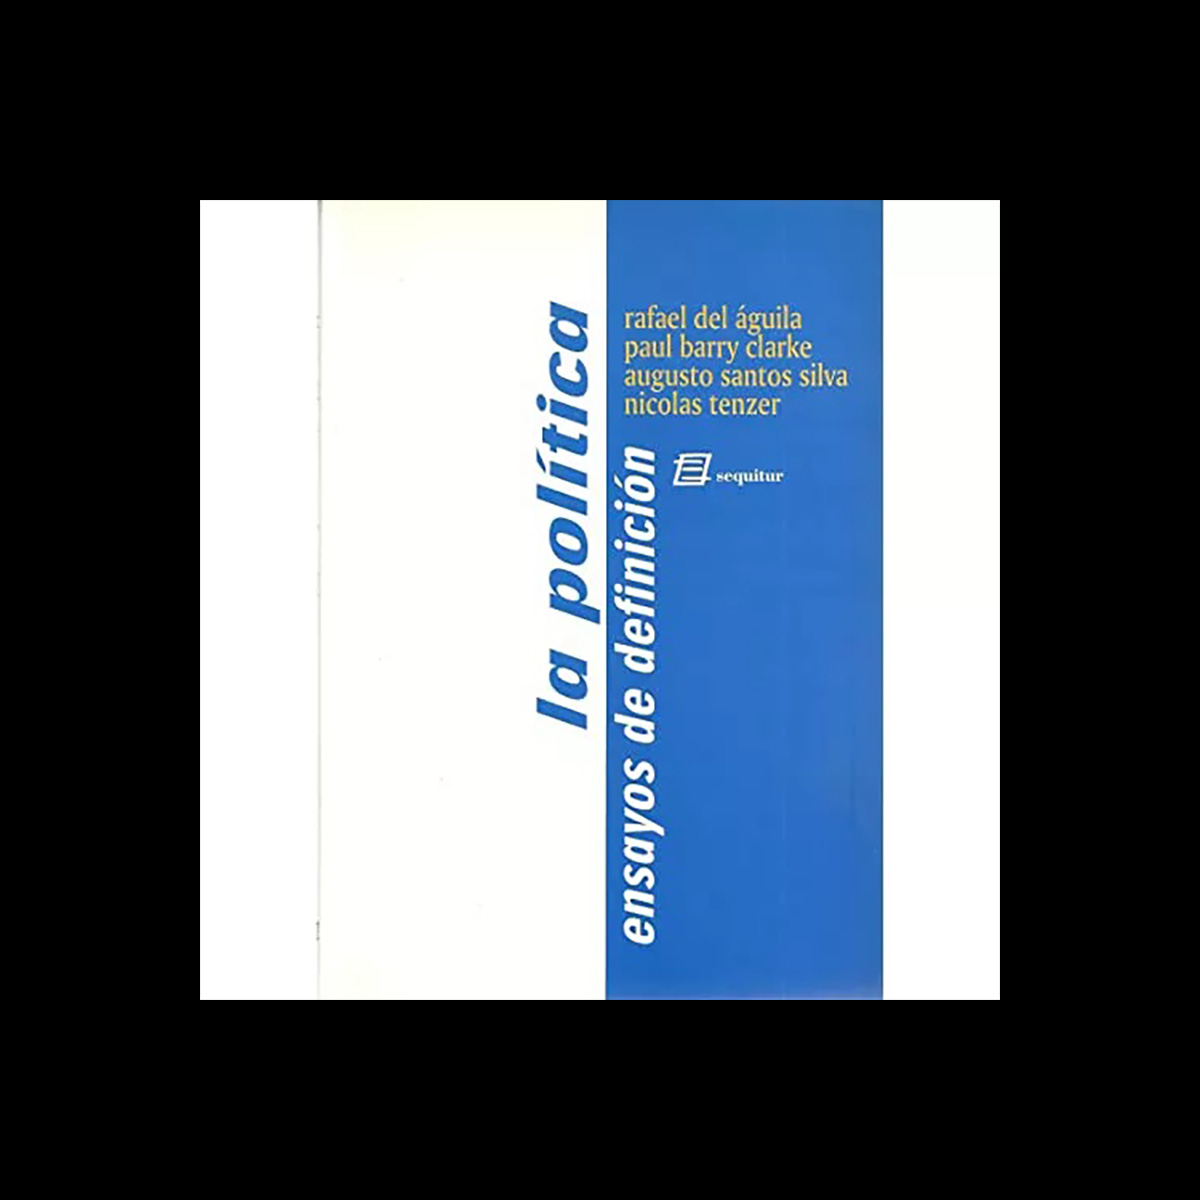 la política
ensayos de definición
rafael del águila
paul barry clarke
augusto santos silva
nicolas tenzer
sequitur